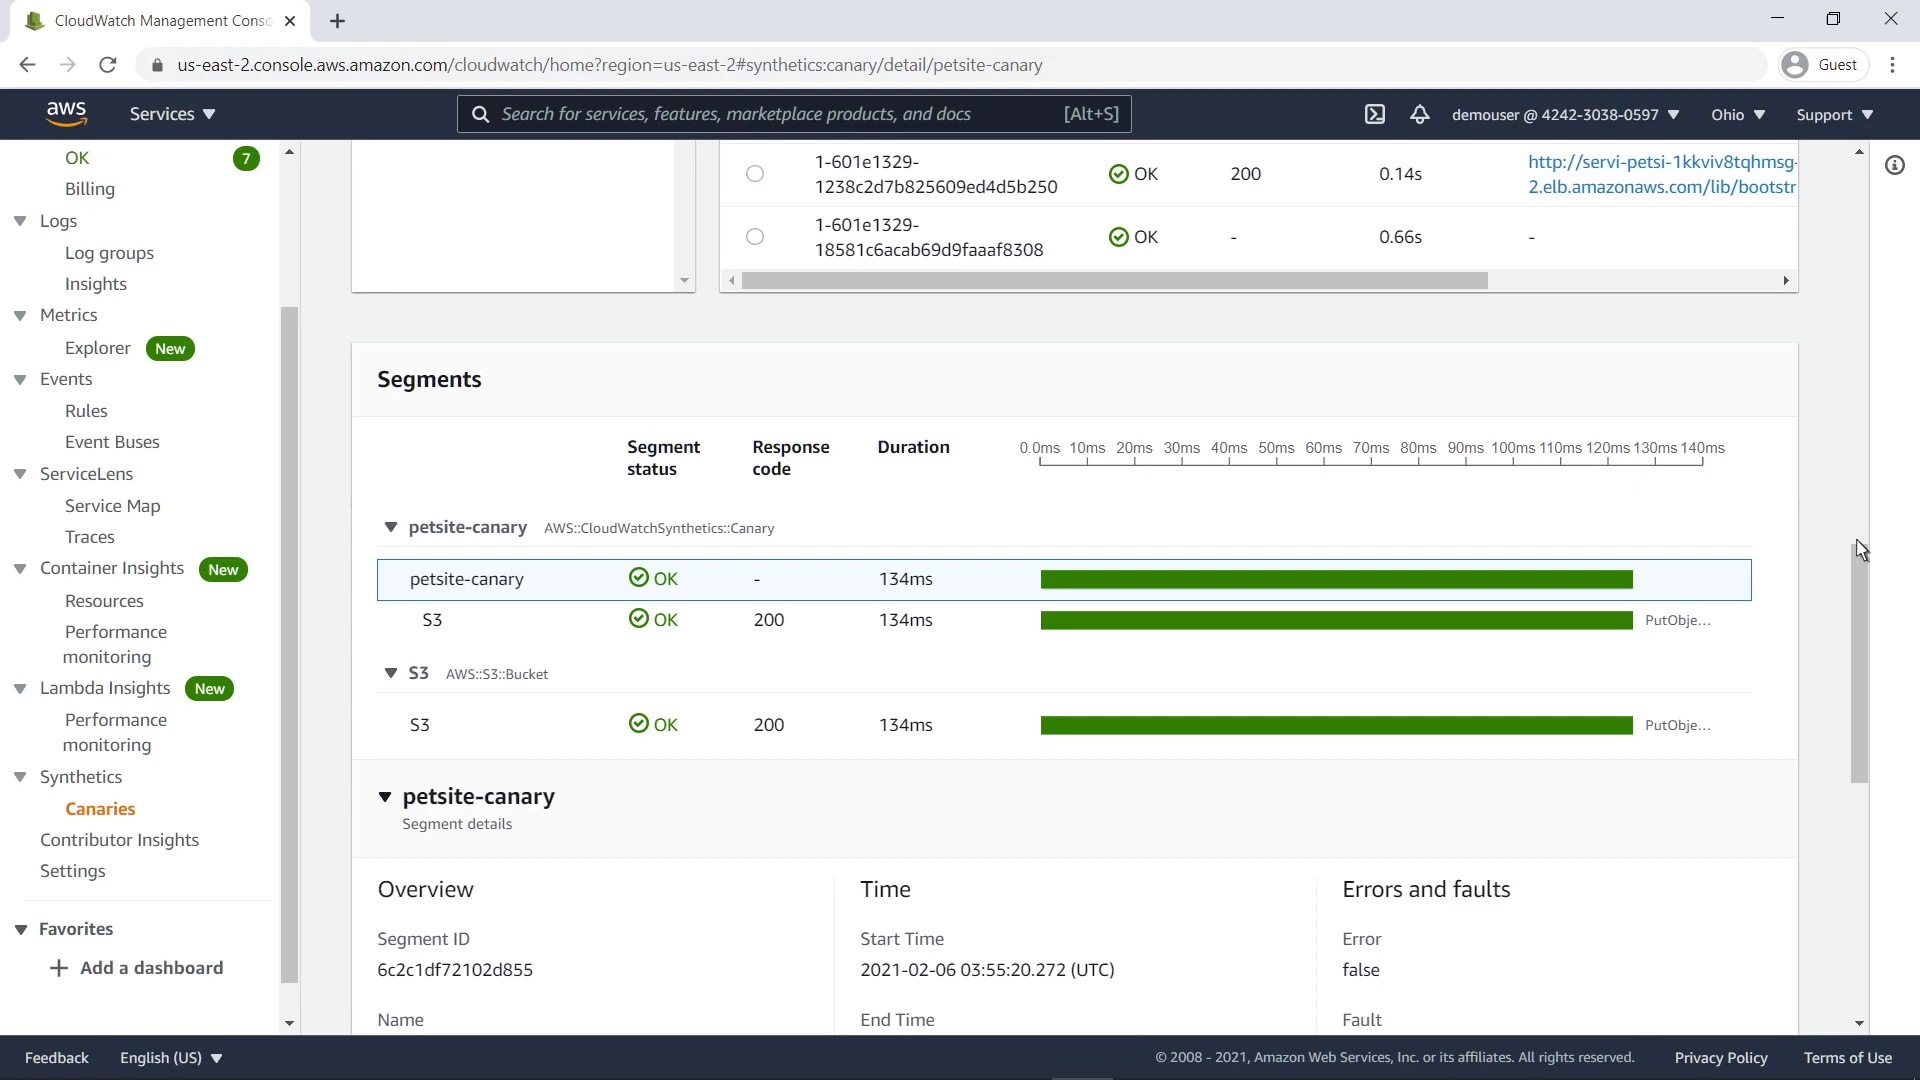 CloudWatch Management Conso
us-east-2.console.aws.amazon.com/cloudwatch/home?region=us-east-2#synthetics:canary/detail/petsite-canary
Guest
aws
Services
Search for services, features, marketplace products, and docs
[Alt+S]
demouser @ 4242-3038-0597
Ohio
Support
OK 7
Billing
Logs
Log groups
Insights
Metrics
Explorer New
Events
Rules
Event Buses
ServiceLens
Service Map
Traces
Container Insights New
Resources
Performance
monitoring
Lambda Insights New
Performance
monitoring
Synthetics
Canaries
Contributor Insights
Settings
Favorites
+ Add a dashboard
1-601e1329-
1238c2d7b825609ed4d5b250
OK
200
0.14s
http://servi-petsi-1kkviv8tqhmsg-
2.elb.amazonaws.com/lib/bootstr
1-601e1329-
18581c6acab69d9faaaf8308
OK
-
0.66s
-
Segments
Segment
status
Response
code
Duration
0.0ms 10ms 20ms 30ms 40ms 50ms 60ms 70ms 80ms 90ms 100ms 110ms 120ms 130ms 140ms
petsite-canary AWS::CloudWatchSynthetics::Canary
petsite-canary OK - 134ms
S3 OK 200 134ms PutObje...
S3 AWS::S3::Bucket
S3 OK 200 134ms PutObje...
petsite-canary
Segment details
Overview
Segment ID
6c2c1df72102d855
Name
Time
Start Time
2021-02-06 03:55:20.272 (UTC)
End Time
Errors and faults
Error
false
Fault
Feedback
English (US)
© 2008 - 2021, Amazon Web Services, Inc. or its affiliates. All rights reserved.
Privacy Policy
Terms of Use